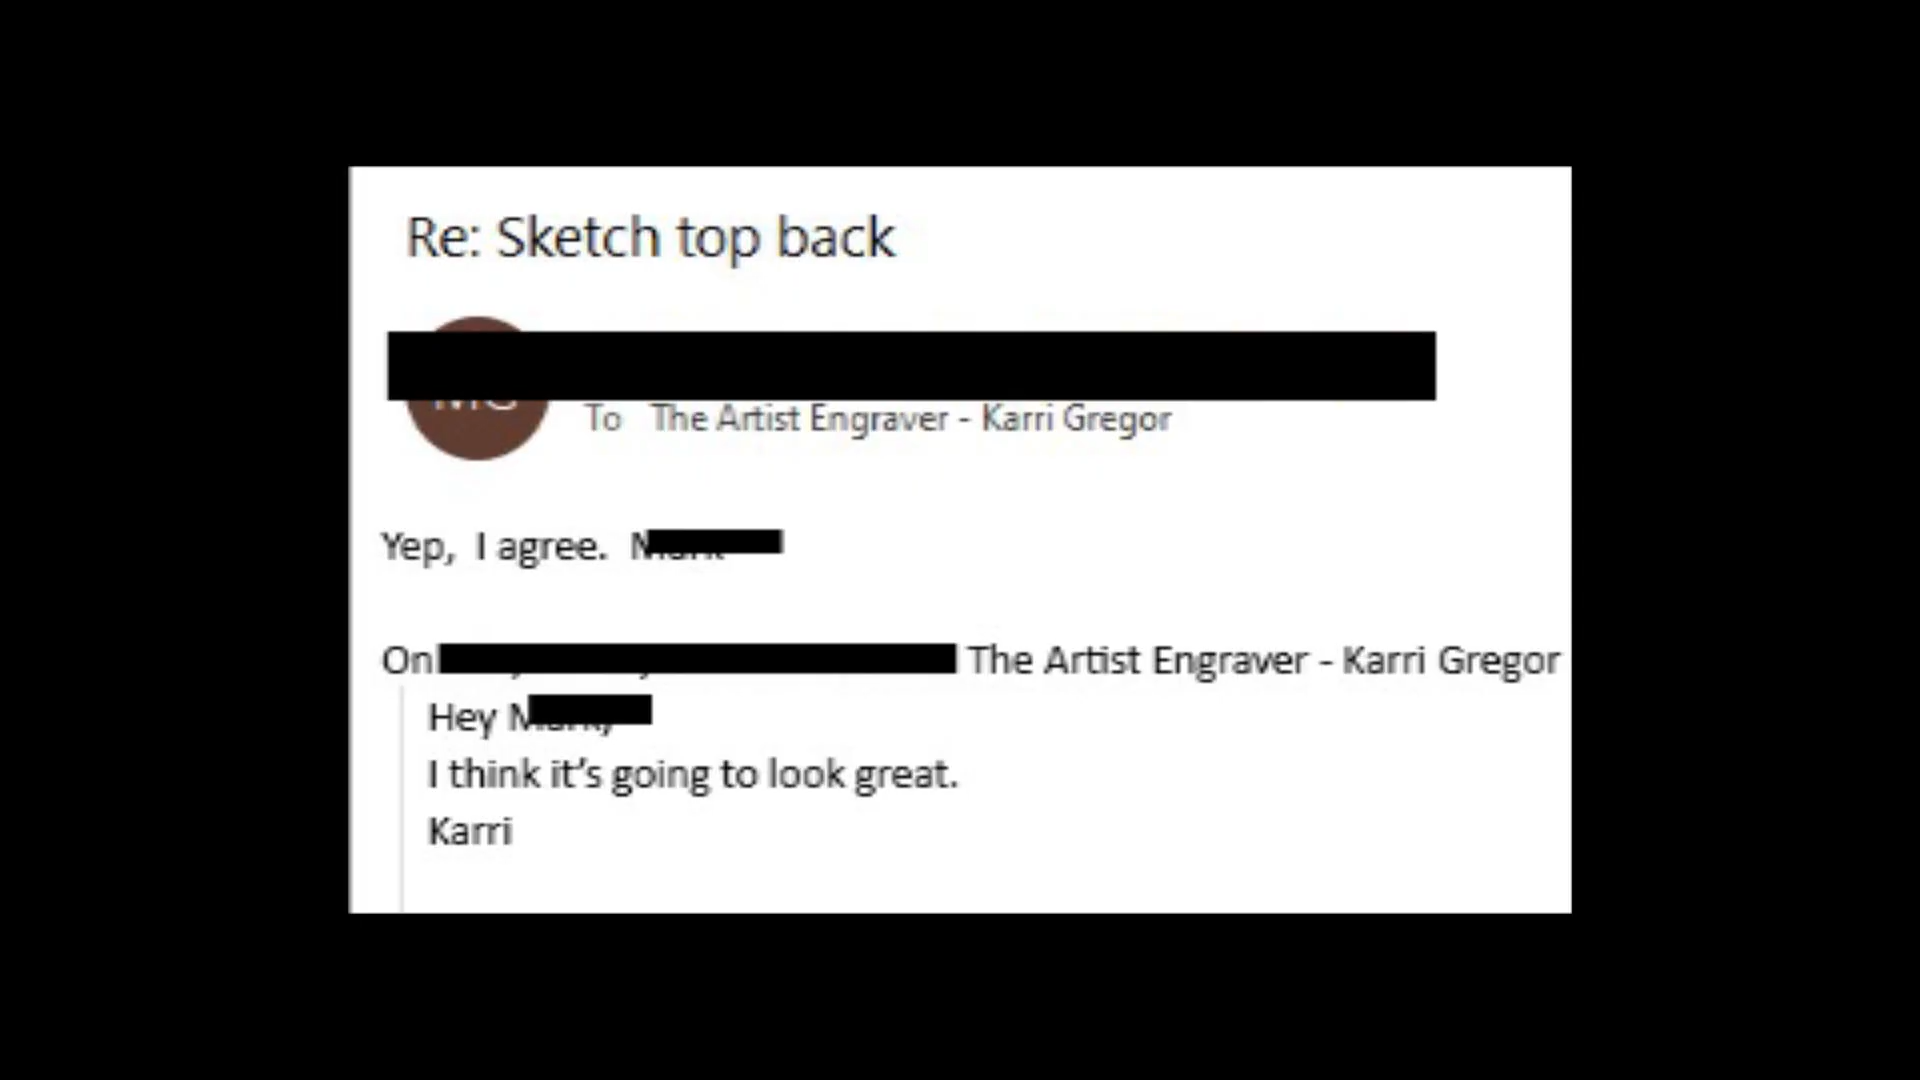 Re: Sketch top back
To The Artist Engraver - Karri Gregor
Yep, I agree.
On The Artist Engraver - Karri Gregor
Hey
I think it's going to look great.
Karri